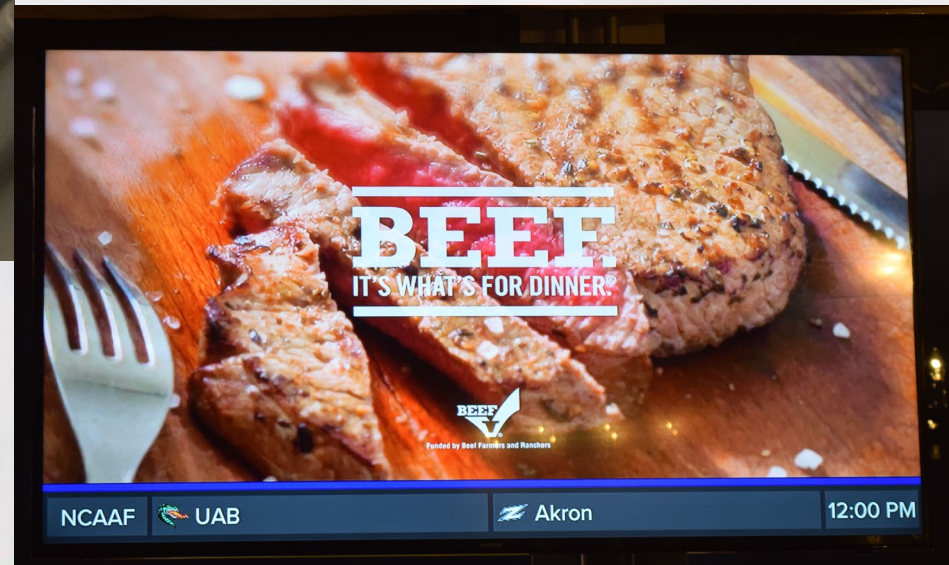 BEEF.
IT'S WHAT'S FOR DINNER.®
BEEF
Funded by Beef Farmers and Ranchers
NCAAF UAB Akron 12:00 PM